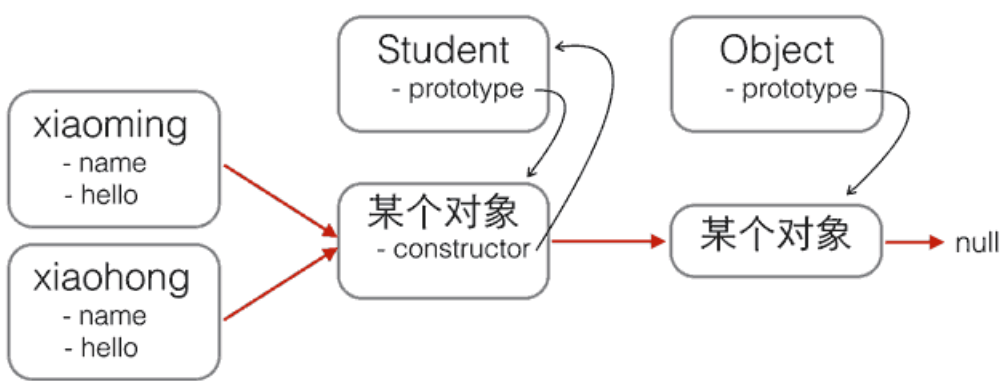 xiaoming
- name
- hello
xiaohong
- name
- hello
Student
- prototype
某个对象
- constructor
Object
- prototype
某个对象
null